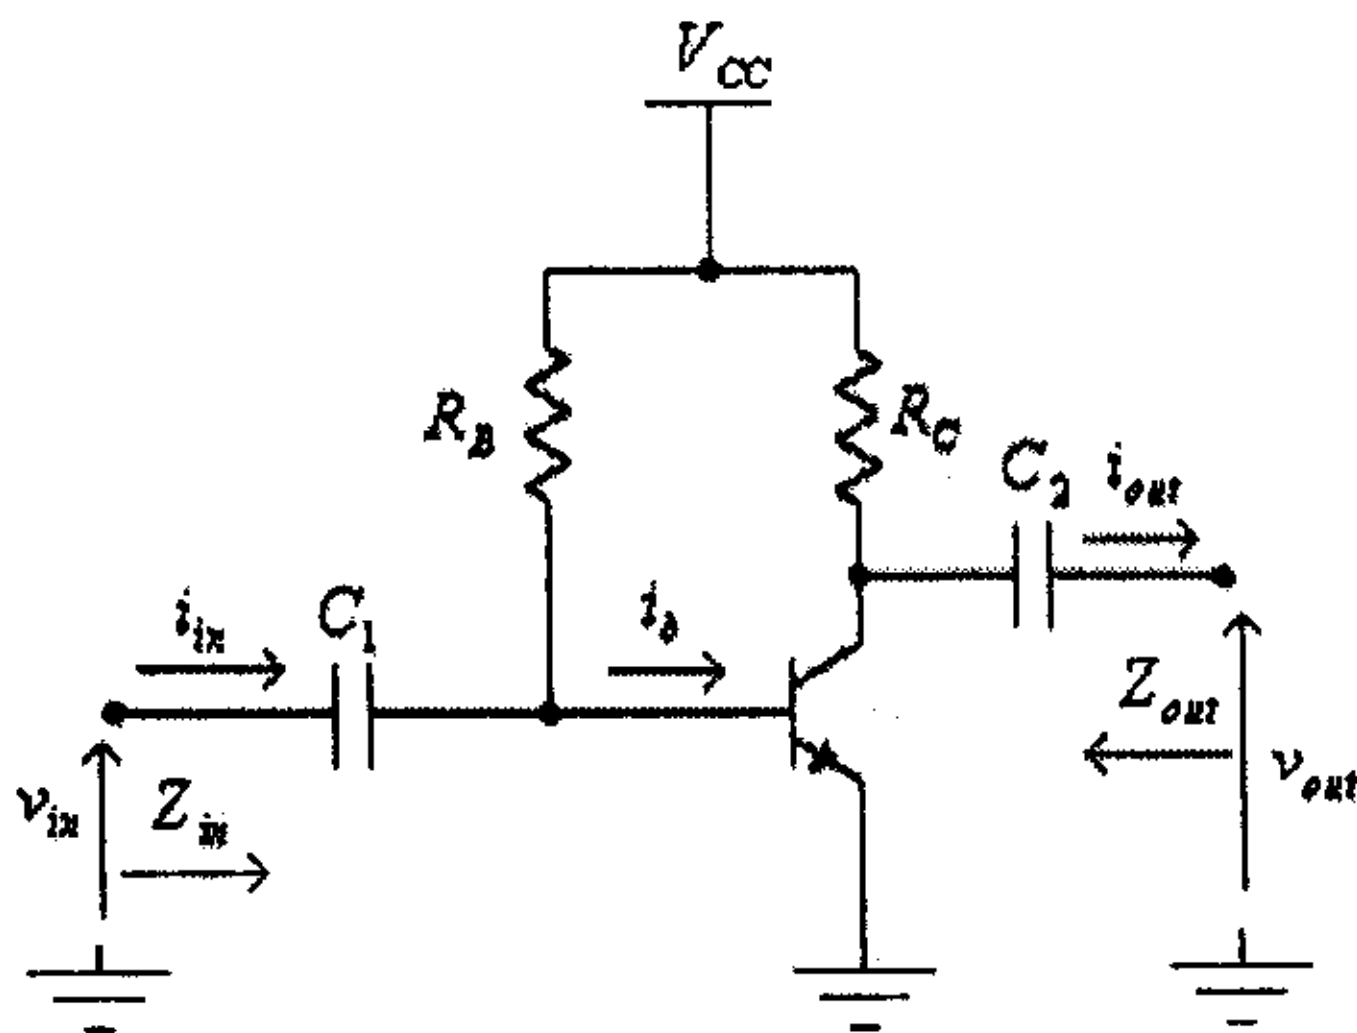 V_CC
R_B
R_C
C_2
i_out
i_in
C_1
i_b
Z_out
v_in
Z_in
v_out